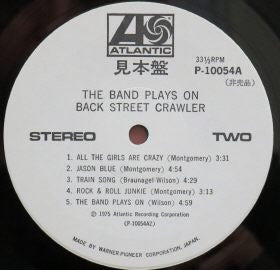 ATLANTIC
見本盤
33⅓RPM
P-10054A
(非売品)
THE BAND PLAYS ON
BACK STREET CRAWLER
STEREO
TWO
1. ALL THE GIRLS ARE CRAZY (Montgomery) 3:31
2. JASON BLUE (Montgomery) 4:54
3. TRAIN SONG (Braunagel-Wilson) 4:29
4. ROCK & ROLL JUNKIE (Montgomery) 3:13
5. THE BAND PLAYS ON (Wilson) 4:59
℗ 1975 Atlantic Recording Corporation
(P-10054A2)
MADE BY WARNER-PIONEER CORPORATION, JAPAN.